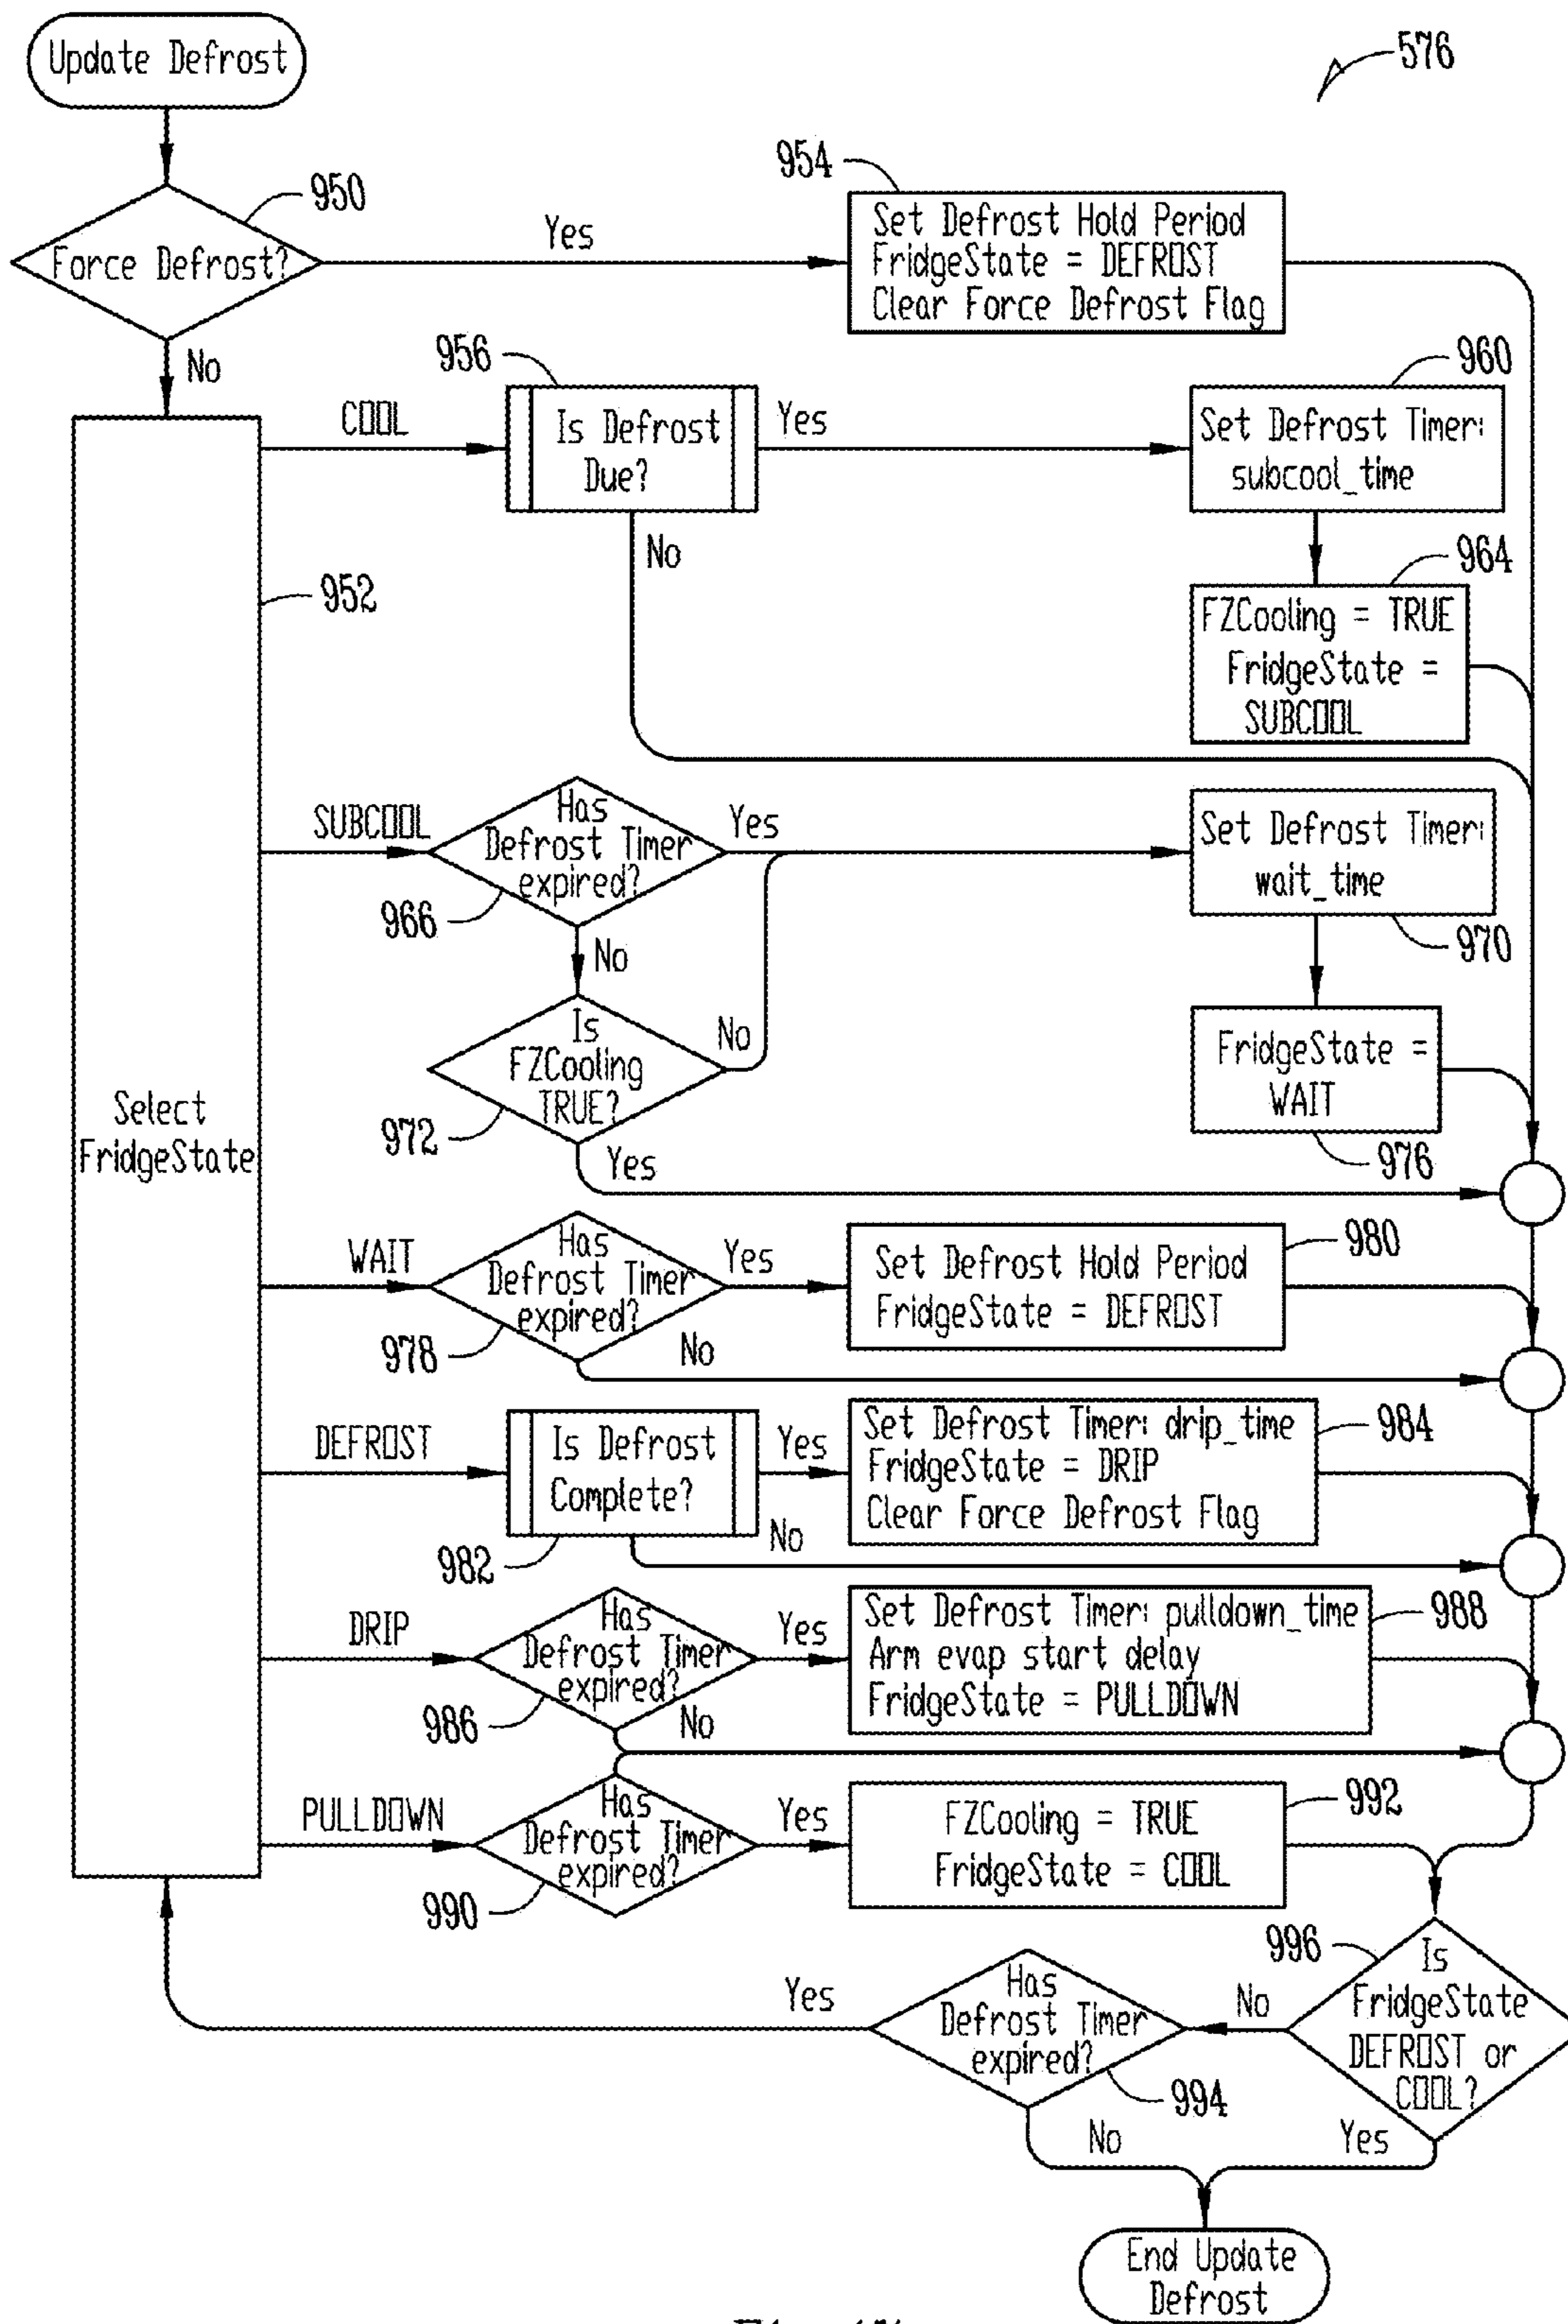 Update Defrost
576
950
954
Force Defrost?
Yes
Set Defrost Hold Period
FridgeState = DEFROST
Clear Force Defrost Flag
No
956
960
COOL
Is Defrost
Due?
Yes
Set Defrost Timer:
subcool_time
No
952
964
FZCooling = TRUE
FridgeState =
SUBCOOL
Select
FridgeState
SUBCOOL
Has
Defrost Timer
expired?
Yes
966
Set Defrost Timer:
wait_time
970
No
Is
FZCooling
TRUE?
No
972
Yes
FridgeState =
WAIT
976
WAIT
Has
Defrost Timer
expired?
Yes
978
No
Set Defrost Hold Period
FridgeState = DEFROST
980
DEFROST
Is Defrost
Complete?
Yes
982
No
Set Defrost Timer: drip_time
FridgeState = DRIP
Clear Force Defrost Flag
984
DRIP
Has
Defrost Timer
expired?
Yes
986
No
Set Defrost Timer: pulldown_time
Arm evap start delay
FridgeState = PULLDOWN
988
PULLDOWN
Has
Defrost Timer
expired?
Yes
990
FZCooling = TRUE
FridgeState = COOL
992
996
Is
FridgeState
DEFROST or
COOL?
No
Has
Defrost Timer
expired?
Yes
994
No
Yes
End Update
Defrost